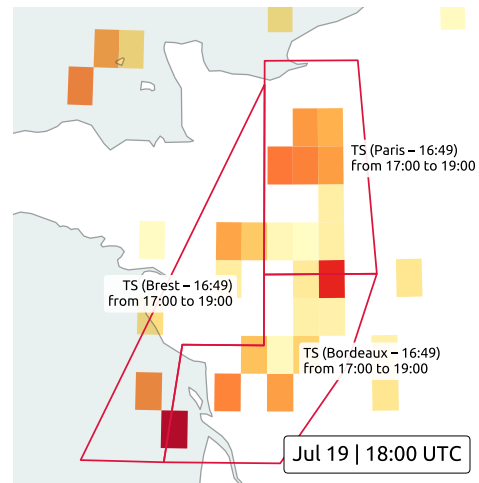 TS (Paris – 16:49)
from 17:00 to 19:00
TS (Brest – 16:49)
from 17:00 to 19:00
TS (Bordeaux – 16:49)
from 17:00 to 19:00
Jul 19 | 18:00 UTC